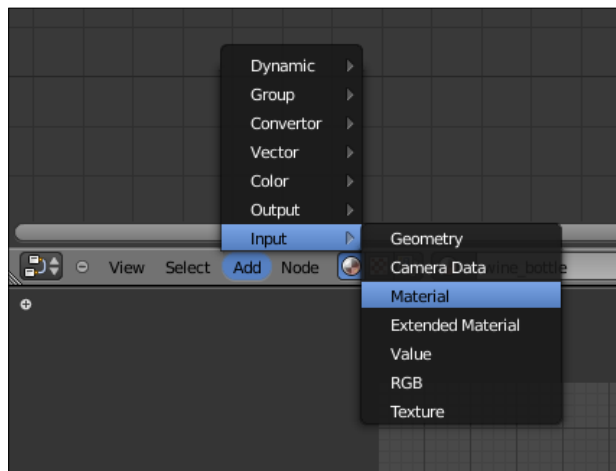 Dynamic
Group
Convertor
Vector
Color
Output
Input
Geometry
View Select Add Node
Camera Data
wine_bottle
Material
Extended Material
Value
RGB
Texture